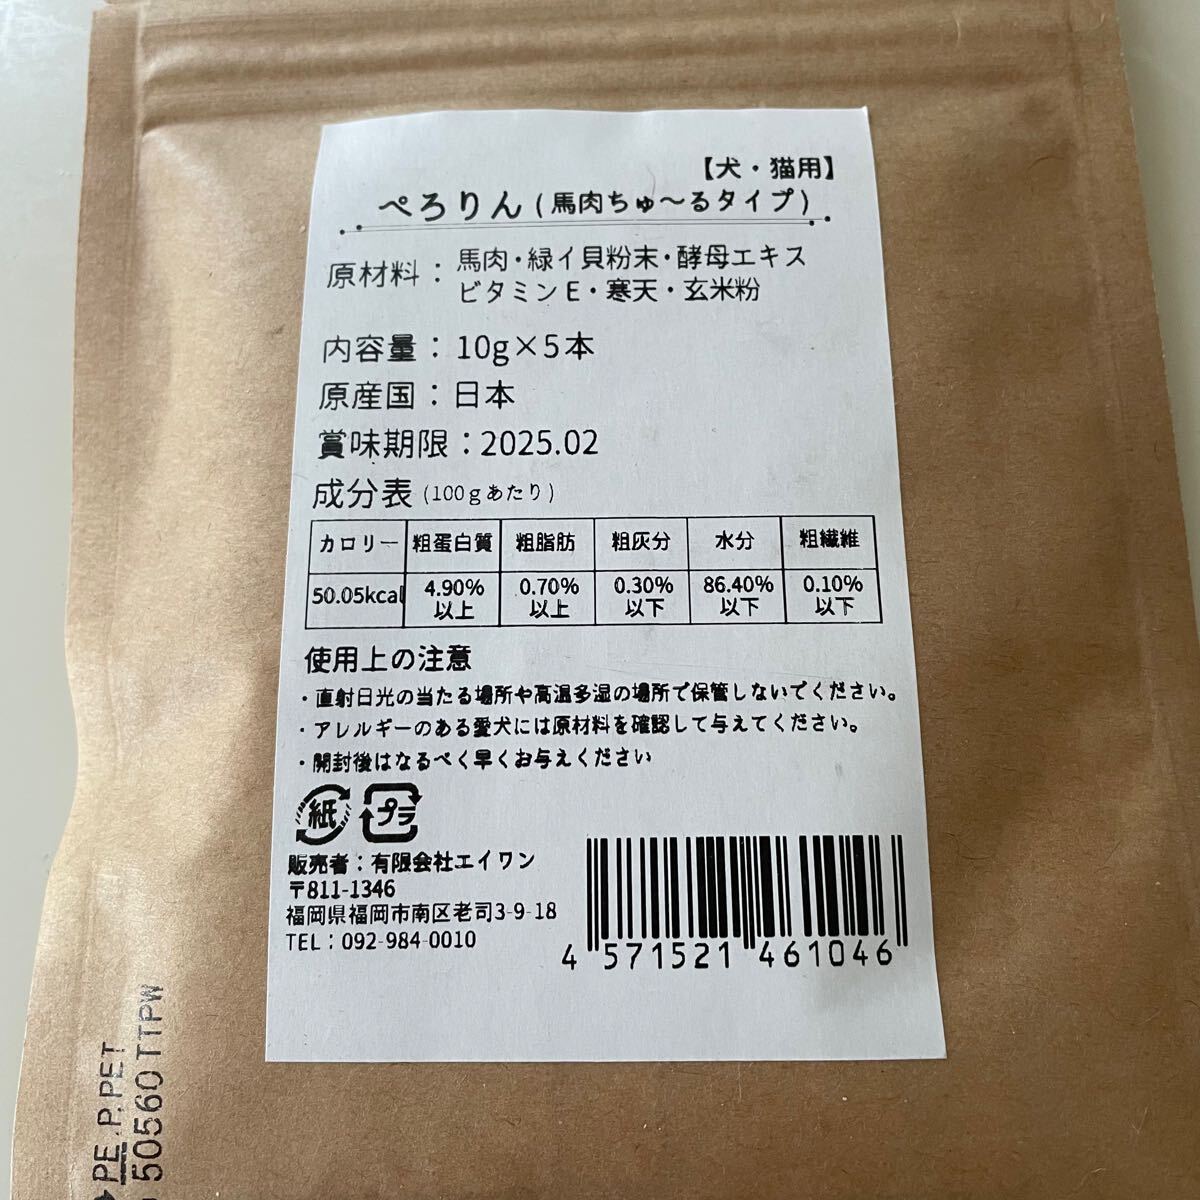 【犬・猫用】
ぺろりん(馬肉ちゅ～るタイプ)
原材料：馬肉・緑イ貝粉末・酵母エキス
ビタミンE・寒天・玄米粉
内容量：10g×5本
原産国：日本
賞味期限：2025.02
成分表(100gあたり)
カロリー 粗蛋白質 粗脂肪 粗灰分 水分 粗繊維
50.05kcal 4.90%以上 0.70%以上 0.30%以下 86.40%以下 0.10%以下
使用上の注意
・直射日光の当たる場所や高温多湿の場所で保管しないでください。
・アレルギーのある愛犬には原材料を確認して与えてください。
・開封後はなるべく早くお与えください
紙 プラ
販売者：有限会社エイワン
〒811-1346
福岡県福岡市南区老司3-9-18
TEL：092-984-0010
4 571521 461046
PE.P.PET
50560TTPW